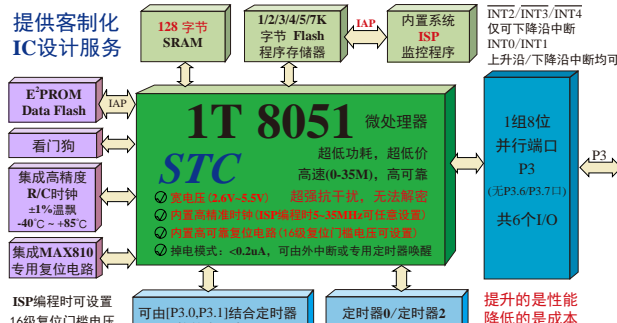 提供客制化
IC设计服务
128 字节
SRAM
1/2/3/4/5/7K
字节 Flash
程序存储器
IAP
内置系统
ISP
监控程序
INT2/INT3/INT4
仅可下降沿中断
INT0/INT1
上升沿/下降沿中断均可
E²PROM
Data Flash
IAP
看门狗
集成高精度
R/C时钟
±1%温飘
-40℃ ~ +85℃
集成MAX810
专用复位电路
1T 8051 微处理器
STC
超低功耗，超低价
高速(0-35M)，高可靠
宽电压(2.6V~5.5V) 超强抗干扰，无法解密
内置高精准时钟(ISP编程时5~35MHz可任意设置)
内置高可靠复位电路(16级复位门槛电压可设置)
掉电模式：<0.2uA，可由外中断或专用定时器唤醒
1组8位
并行端口
P3
(无P3.6/P3.7口)
共6个I/O
P3
ISP编程时可设置
16级复位门槛电压
可由[P3.0,P3.1]结合定时器
定时器0/定时器2
提升的是性能
降低的是成本